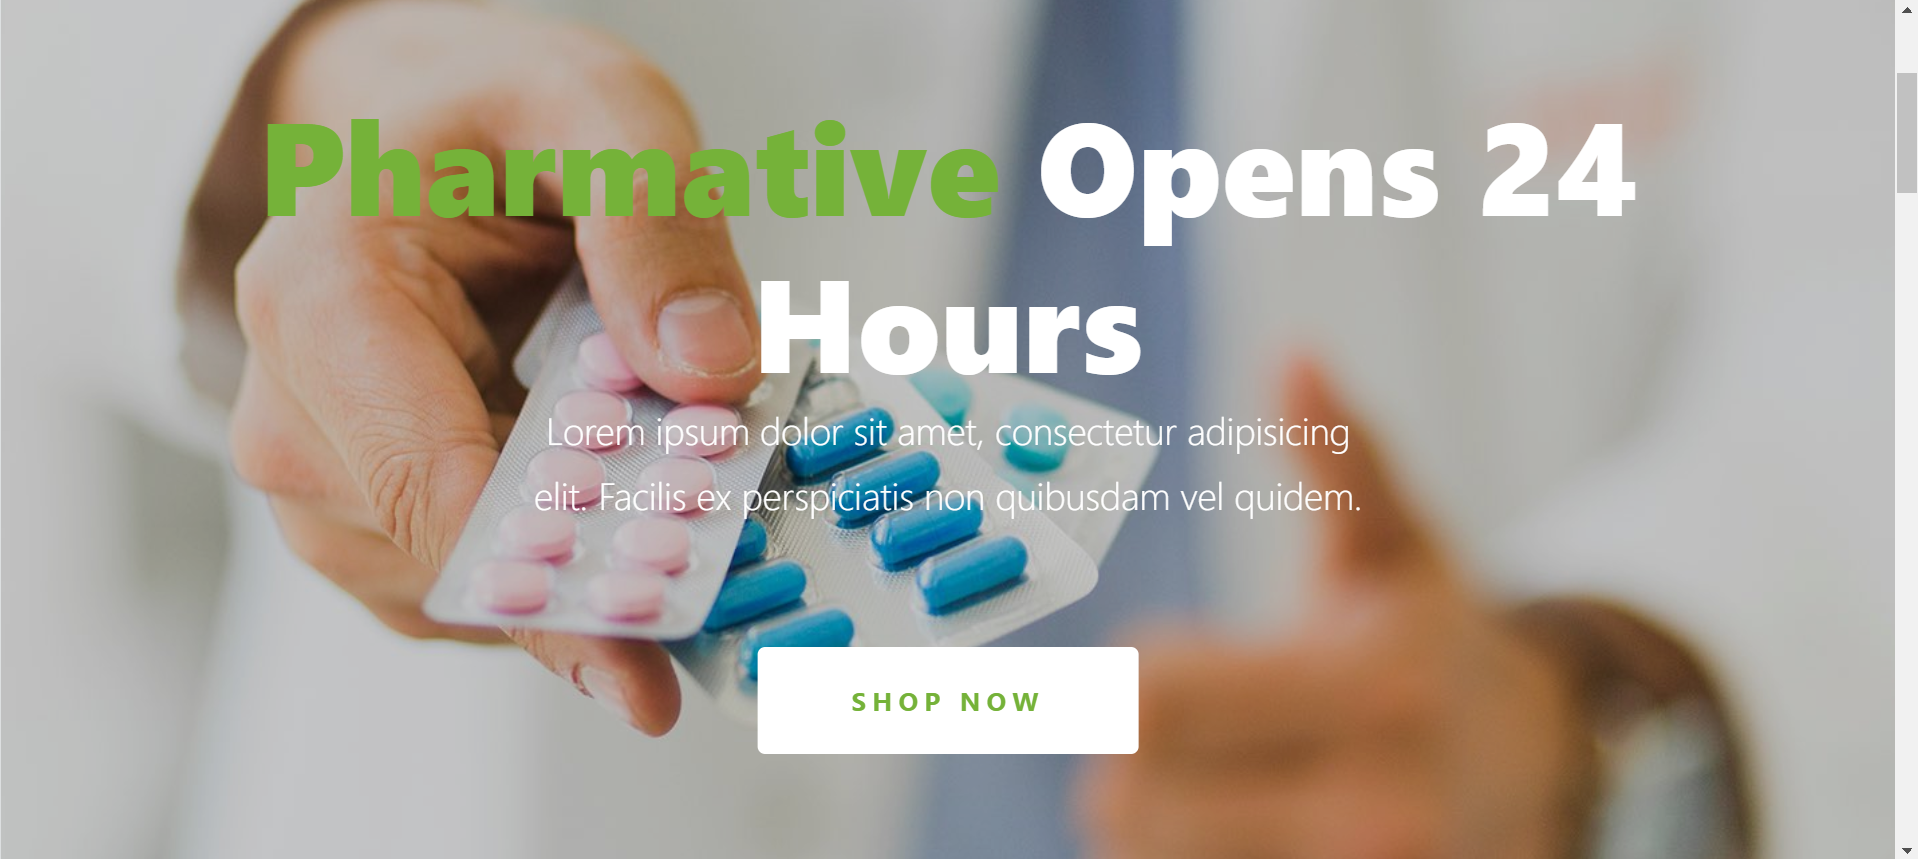 Pharmative Opens 24
Hours
Lorem ipsum dolor sit amet, consectetur adipisicing
elit. Facilis ex perspiciatis non quibusdam vel quidem.
SHOP NOW